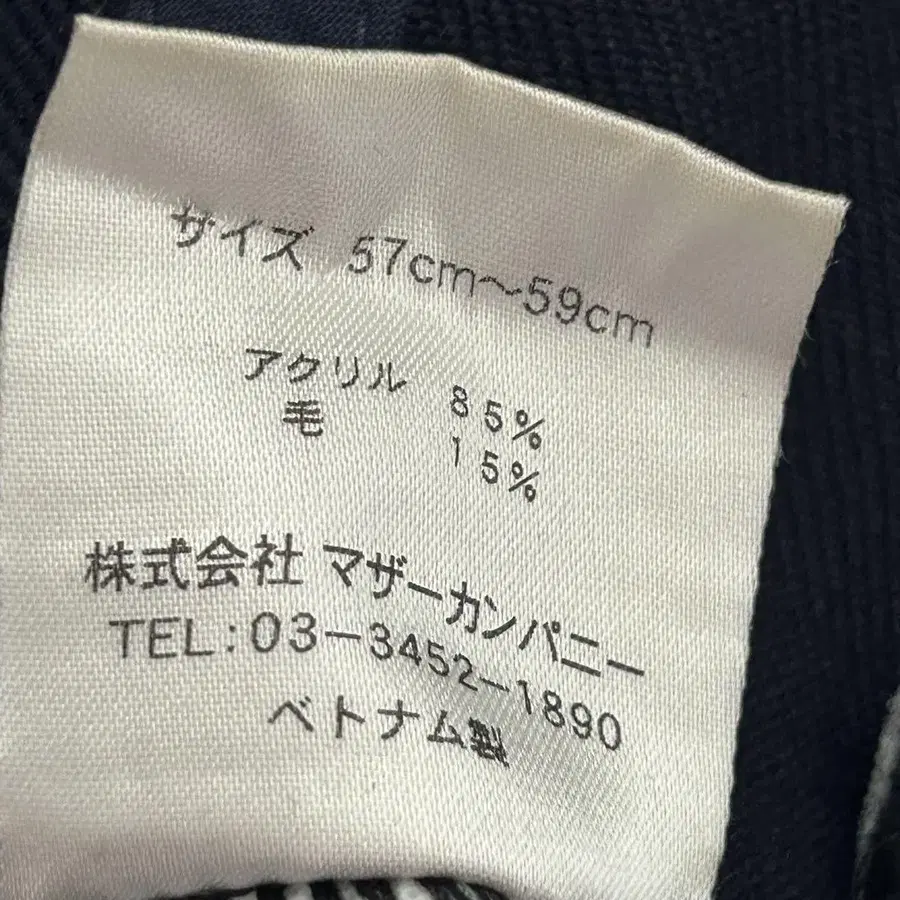 サイズ 57cm〜59cm
アクリル 85%
毛 15%
株式会社 マザーカンパニー
TEL:03-3452-1890
ベトナム製